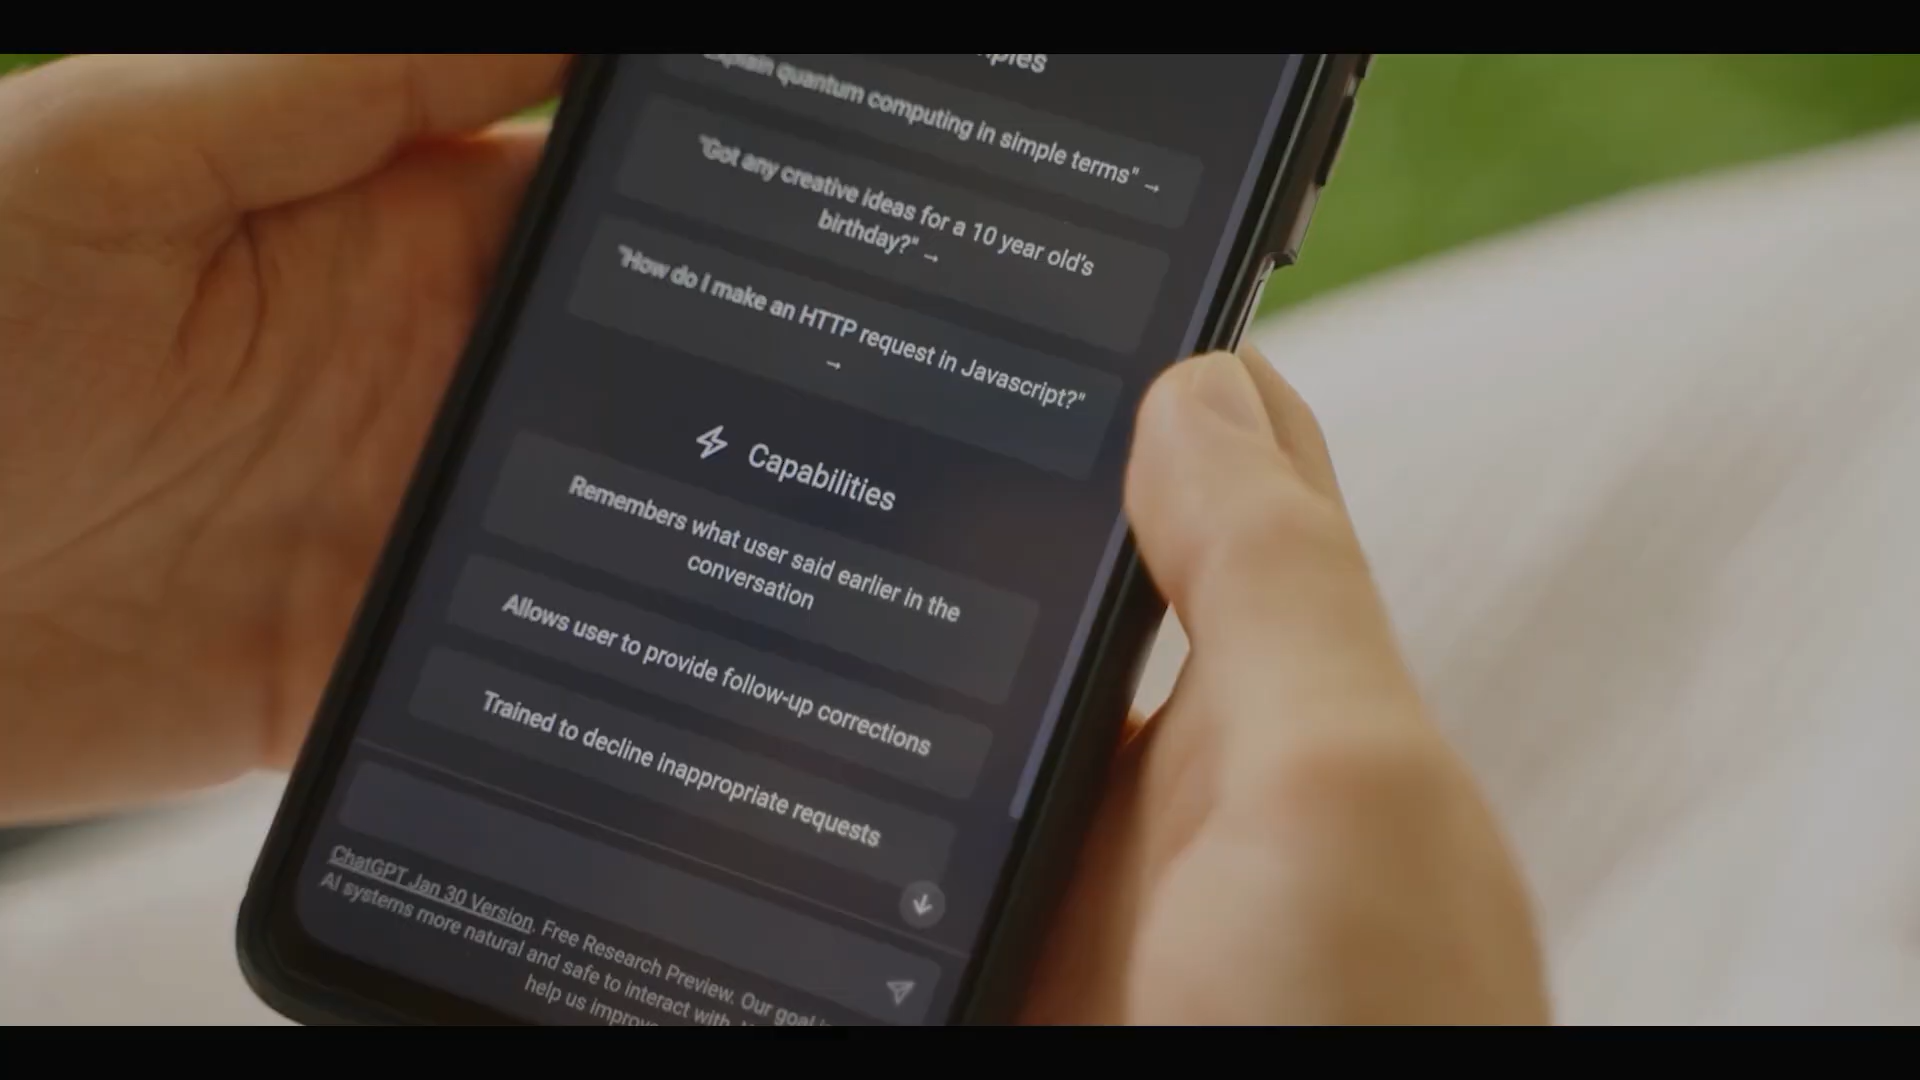 quantum computing in simple terms" →
"Got any creative ideas for a 10 year old's
birthday?" →
"How do I make an HTTP request in Javascript?"
→
Capabilities
Remembers what user said earlier in the
conversation
Allows user to provide follow-up corrections
Trained to decline inappropriate requests
ChatGPT Jan 30 Version. Free Research Preview. Our goal
AI systems more natural and safe to interact with.
help us